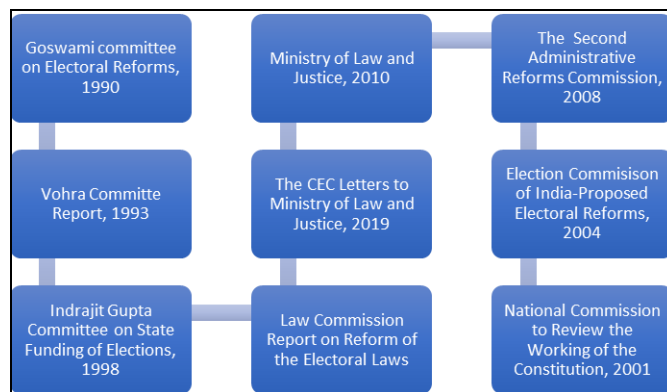 Goswami committee
on Electoral Reforms,
1990
Vohra Committe
Report, 1993
Indrajit Gupta
Committee on State
Funding of Elections,
1998
Law Commission
Report on Reform of
the Electoral Laws
The CEC Letters to
Ministry of Law and
Justice, 2019
Ministry of Law and
Justice, 2010
The Second
Administrative
Reforms Commission,
2008
Election Commisison
of India-Proposed
Electoral Reforms,
2004
National Commission
to Review the
Working of the
Constitution, 2001